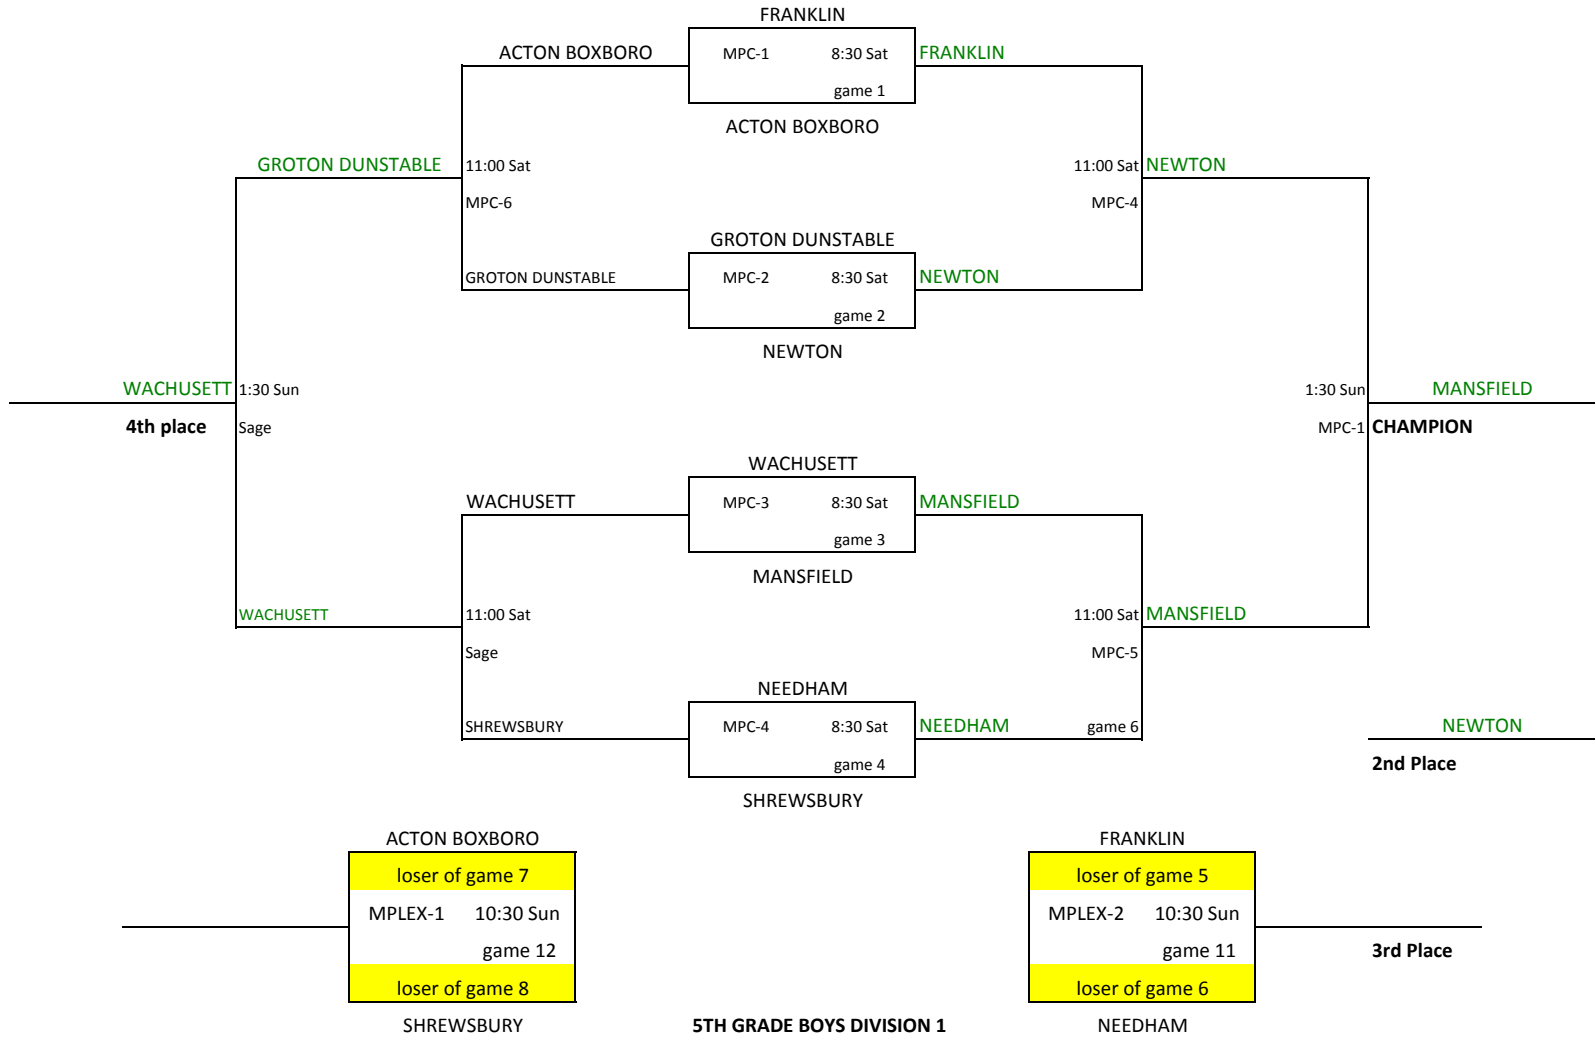 FRANKLIN
ACTON BOXBORO
MPC-1 8:30 Sat
FRANKLIN
game 1
ACTON BOXBORO
GROTON DUNSTABLE
11:00 Sat
11:00 Sat
NEWTON
MPC-6
MPC-4
GROTON DUNSTABLE
GROTON DUNSTABLE
MPC-2 8:30 Sat
NEWTON
game 2
NEWTON
WACHUSETT
1:30 Sun
1:30 Sun
MANSFIELD
4th place
Sage
MPC-1
CHAMPION
WACHUSETT
WACHUSETT
MPC-3 8:30 Sat
MANSFIELD
game 3
MANSFIELD
WACHUSETT
11:00 Sat
11:00 Sat
MANSFIELD
Sage
MPC-5
NEEDHAM
SHREWSBURY
MPC-4 8:30 Sat
NEEDHAM
game 6
NEWTON
game 4
2nd Place
SHREWSBURY
ACTON BOXBORO
FRANKLIN
loser of game 7
loser of game 5
MPLEX-1 10:30 Sun
MPLEX-2 10:30 Sun
game 12
game 11
3rd Place
loser of game 8
loser of game 6
SHREWSBURY
5TH GRADE BOYS DIVISION 1
NEEDHAM